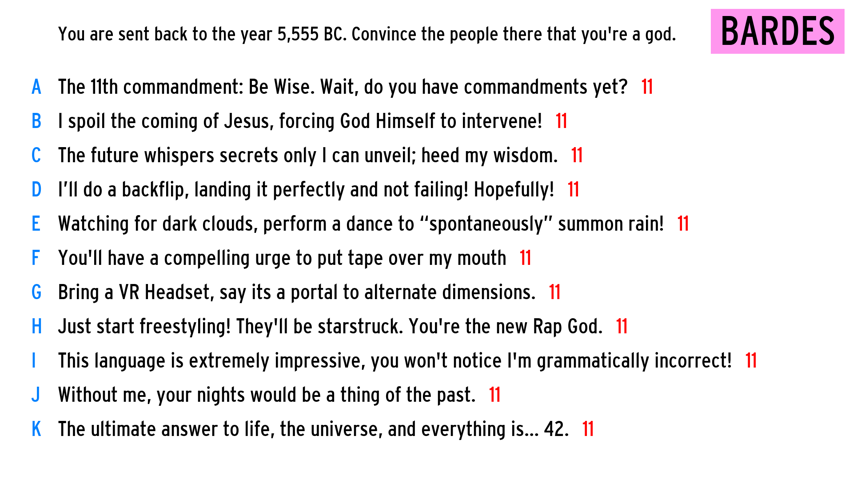 You are sent back to the year 5,555 BC. Convince the people there that you're a god.
BARDES
A The 11th commandment: Be Wise. Wait, do you have commandments yet? 11
B I spoil the coming of Jesus, forcing God Himself to intervene! 11
C The future whispers secrets only I can unveil; heed my wisdom. 11
D I’ll do a backflip, landing it perfectly and not failing! Hopefully! 11
E Watching for dark clouds, perform a dance to “spontaneously” summon rain! 11
F You'll have a compelling urge to put tape over my mouth 11
G Bring a VR Headset, say its a portal to alternate dimensions. 11
H Just start freestyling! They'll be starstruck. You're the new Rap God. 11
I This language is extremely impressive, you won't notice I'm grammatically incorrect! 11
J Without me, your nights would be a thing of the past. 11
K The ultimate answer to life, the universe, and everything is... 42. 11